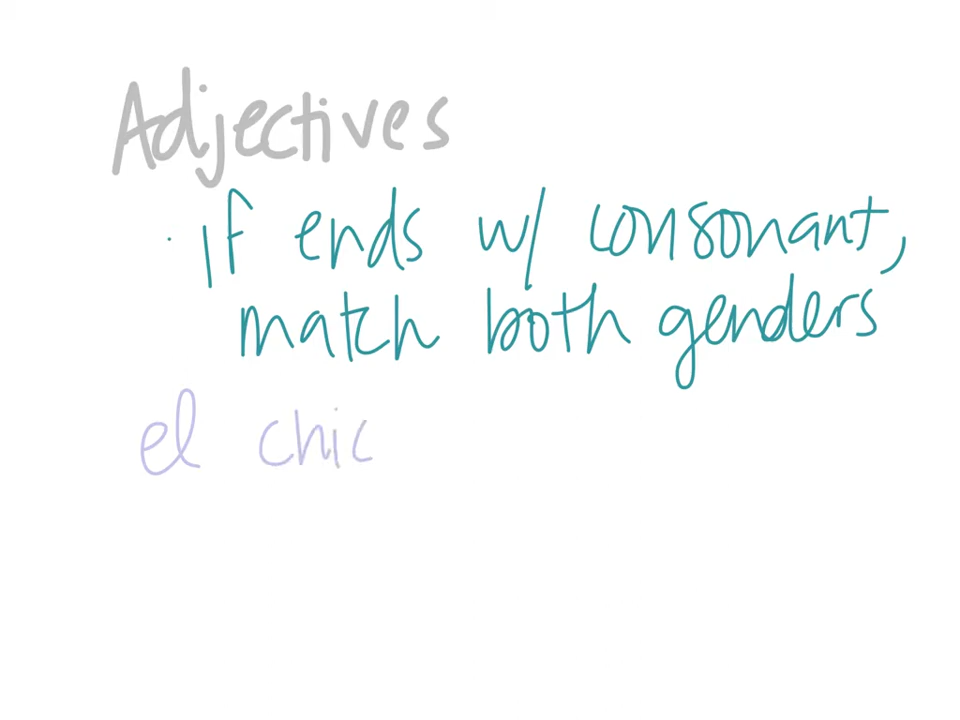 Adjectives
· if ends w/ consonant,
match both genders
el chic